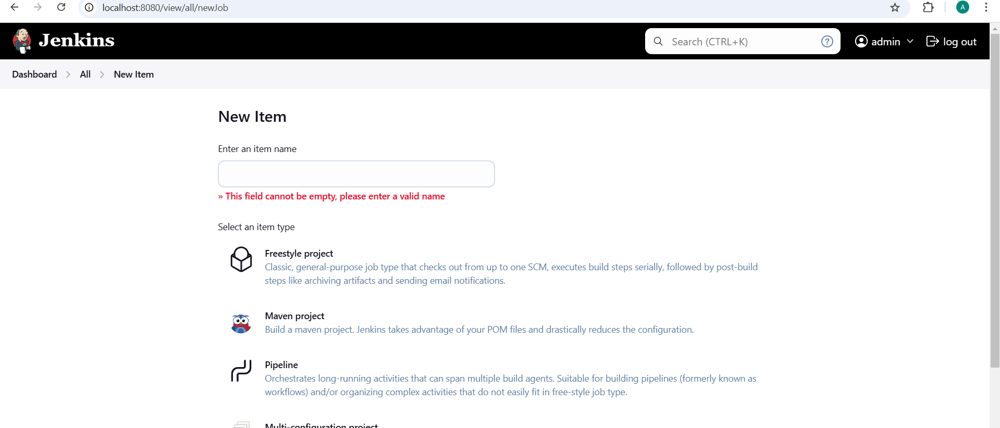 localhost:8080/view/all/newJob
A
Jenkins
Search (CTRL+K)
?
admin
log out
Dashboard
All
New Item
New Item
Enter an item name
» This field cannot be empty, please enter a valid name
Select an item type
Freestyle project
Classic, general-purpose job type that checks out from up to one SCM, executes build steps serially, followed by post-build
steps like archiving artifacts and sending email notifications.
Maven project
Build a maven project. Jenkins takes advantage of your POM files and drastically reduces the configuration.
Pipeline
Orchestrates long-running activities that can span multiple build agents. Suitable for building pipelines (formerly known as
workflows) and/or organizing complex activities that do not easily fit in free-style job type.
Multi-configuration project